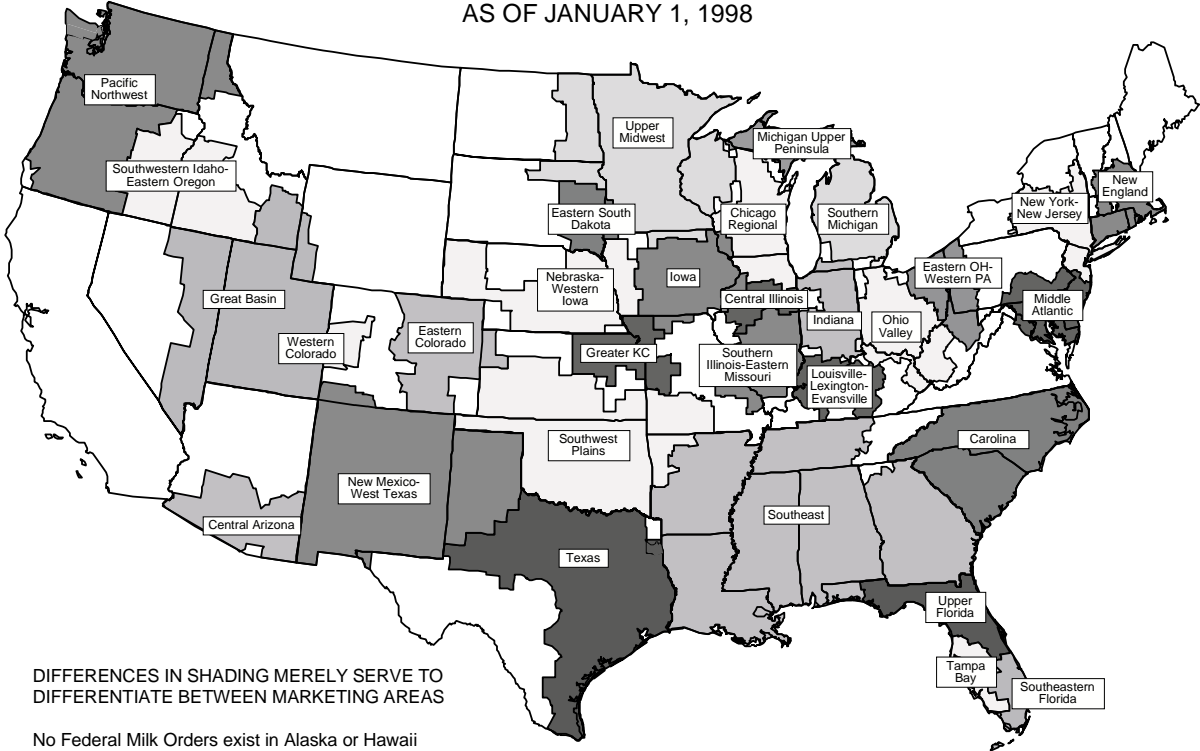 AS OF JANUARY 1, 1998
Pacific
Northwest
Upper
Midwest
Michigan Upper
Peninsula
Southwestern Idaho-
Eastern Oregon
New
England
New York-
New Jersey
Eastern South
Dakota
Chicago
Regional
Southern
Michigan
Eastern OH-
Western PA
Nebraska-
Western
Iowa
Iowa
Great Basin
Central Illinois
Middle
Atlantic
Indiana
Ohio
Valley
Eastern
Colorado
Western
Colorado
Greater KC
Southern
Illinois-Eastern
Missouri
Louisville-
Lexington-
Evansville
Carolina
Southwest
Plains
New Mexico-
West Texas
Southeast
Central Arizona
Texas
Upper
Florida
Tampa
Bay
Southeastern
Florida
DIFFERENCES IN SHADING MERELY SERVE TO
DIFFERENTIATE BETWEEN MARKETING AREAS
No Federal Milk Orders exist in Alaska or Hawaii